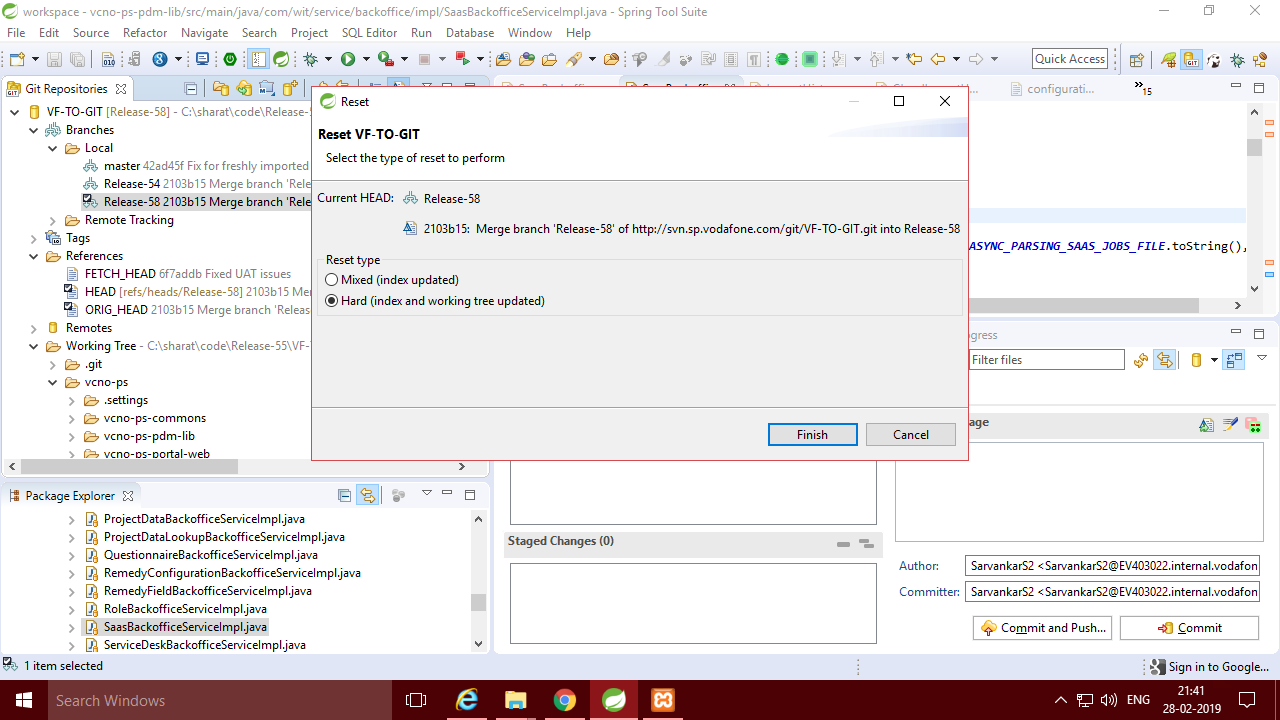 workspace - vcno-ps-pdm-lib/src/main/java/com/wit/service/backoffice/impl/SaasBackofficeServiceImpl.java - Spring Tool Suite
File Edit Source Refactor Navigate Search Project SQL Editor Run Database Window Help
Quick Access
Git Repositories
configurati...
15
VF-TO-GIT [Release-58] - C:\sharat\code\Release-5
Branches
Local
master 42ad45f Fix for freshly imported
Release-54 2103b15 Merge branch 'Rele
Release-58 2103b15 Merge branch 'Rele
Remote Tracking
Tags
References
FETCH_HEAD 6f7addb Fixed UAT issues
HEAD [refs/heads/Release-58] 2103b15 Me
ORIG_HEAD 2103b15 Merge branch 'Relea
Remotes
Working Tree - C:\sharat\code\Release-55\VF-T
.git
vcno-ps
.settings
vcno-ps-commons
vcno-ps-pdm-lib
vcno-ps-portal-web
Reset
Reset VF-TO-GIT
Select the type of reset to perform
Current HEAD: Release-58
2103b15: Merge branch 'Release-58' of http://svn.sp.vodafone.com/git/VF-TO-GIT.git into Release-58
Reset type
Mixed (index updated)
Hard (index and working tree updated)
Finish
Cancel
ASYNC_PARSING_SAAS_JOBS_FILE.toString(),
ogress
Filter files
age
Package Explorer
ProjectDataBackofficeServiceImpl.java
ProjectDataLookupBackofficeServiceImpl.java
QuestionnaireBackofficeServiceImpl.java
RemedyConfigurationBackofficeServiceImpl.java
RemedyFieldBackofficeServiceImpl.java
RoleBackofficeServiceImpl.java
SaasBackofficeServiceImpl.java
ServiceDeskBackofficeServiceImpl.java
Staged Changes (0)
Author: SarvankarS2 <SarvankarS2@EV403022.internal.vodafon
Committer: SarvankarS2 <SarvankarS2@EV403022.internal.vodafon
Commit and Push...
Commit
1 item selected
Sign in to Google...
Search Windows
ENG
21:41
28-02-2019